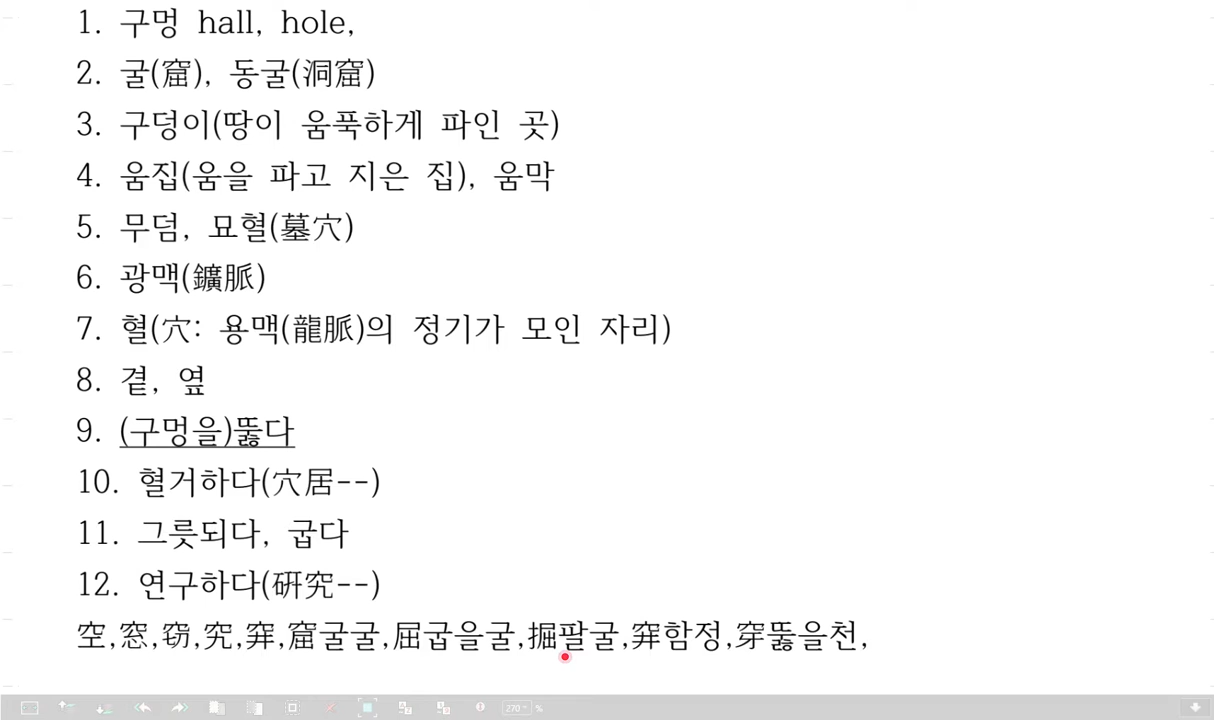 1. 구멍 hall, hole,
2. 굴(窟), 동굴(洞窟)
3. 구덩이(땅이 움푹하게 파인 곳)
4. 움집(움을 파고 지은 집), 움막
5. 무덤, 묘혈(墓穴)
6. 광맥(鑛脈)
7. 혈(穴: 용맥(龍脈)의 정기가 모인 자리)
8. 곁, 옆
9. (구멍을)뚫다
10. 혈거하다(穴居--)
11. 그릇되다, 굽다
12. 연구하다(硏究--)
空,窓,窃,究,穽,窟굴굴,屈굽을굴,掘팔굴,穽함정,穿뚫을천,
270 %